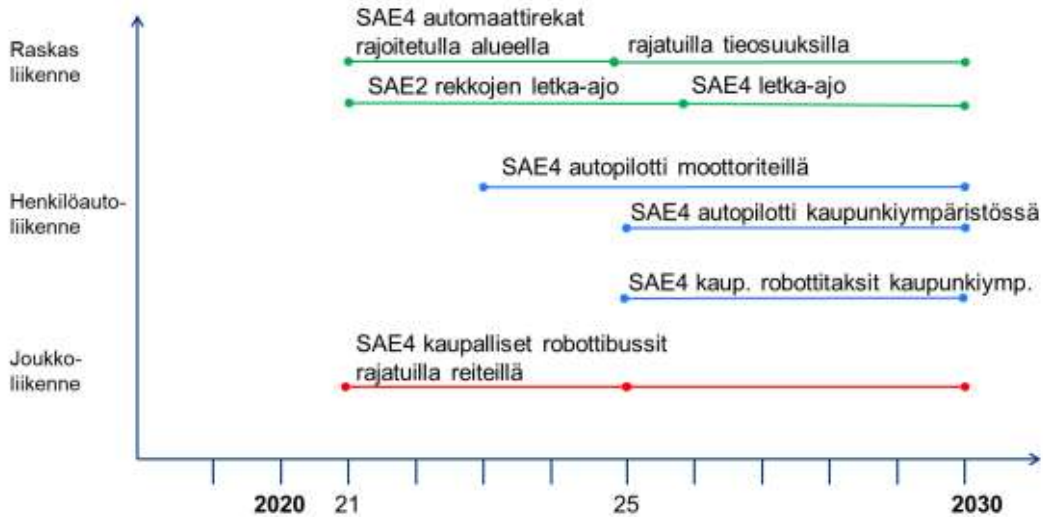 Raskas
liikenne
SAE4 automaattirekat
rajoitetulla alueella
rajatuilla tieosuuksilla
SAE2 rekkojen letka-ajo
SAE4 letka-ajo
Henkilöauto-
liikenne
SAE4 autopilotti moottoriteillä
SAE4 autopilotti kaupunkiympäristössä
SAE4 kaup. robottitaksit kaupunkiymp.
Joukko-
liikenne
SAE4 kaupalliset robottibussit
rajatuilla reiteillä
2020 21 25 2030